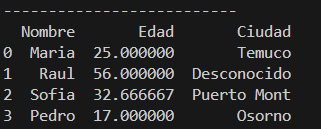 ---------------------------
Nombre Edad Ciudad
0 Maria 25.000000 Temuco
1 Raul 56.000000 Desconocido
2 Sofia 32.666667 Puerto Mont
3 Pedro 17.000000 Osorno